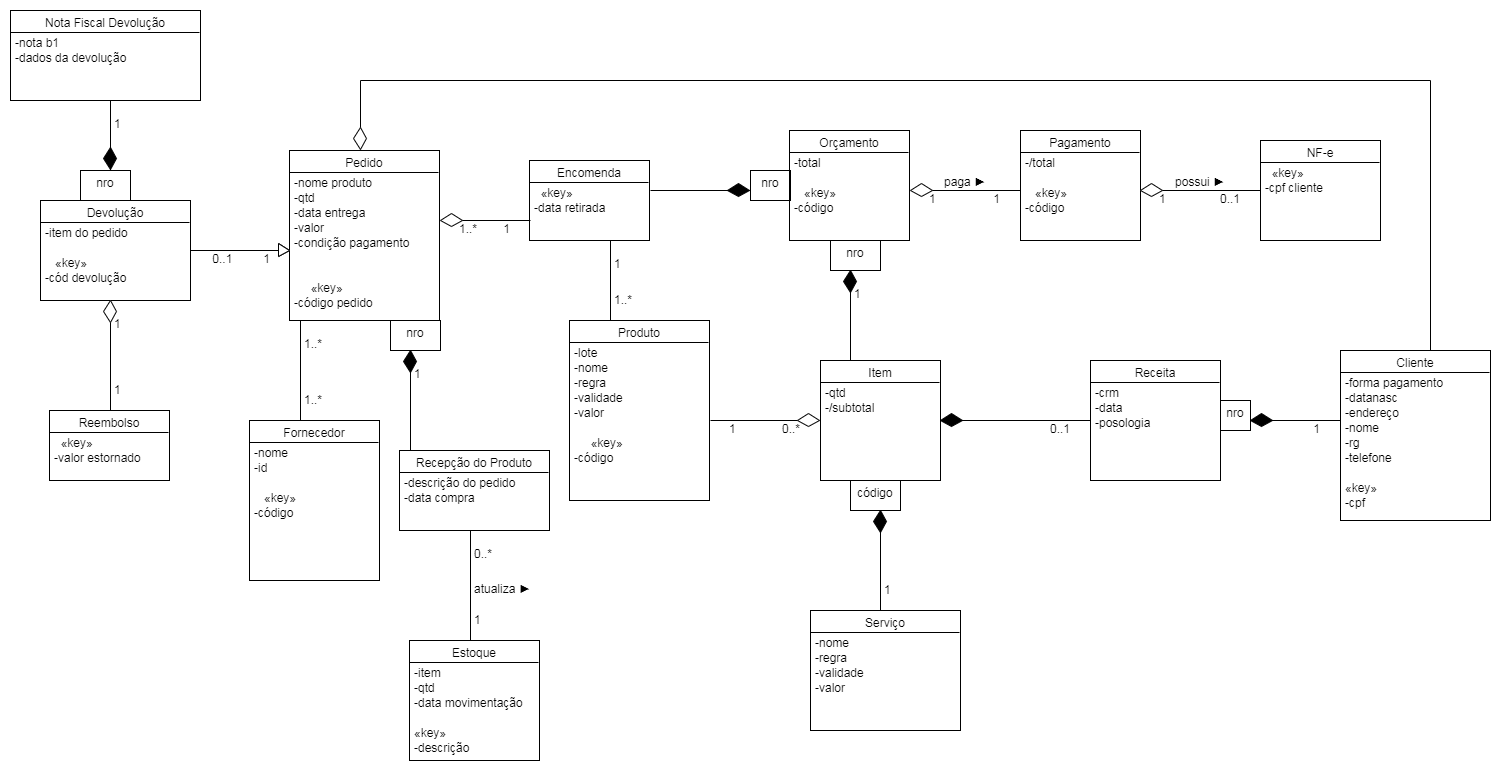 Nota Fiscal Devolução
-nota b1
-dados da devolução
1
nro
Devolução
-item do pedido
«key»
-cód devolução
0..1
1
1
1
Reembolso
«key»
-valor estornado
Pedido
-nome produto
-qtd
-data entrega
-valor
-condição pagamento
«key»
-código pedido
nro
1
1..*
1..*
Fornecedor
-nome
-id
«key»
-código
Recepção do Produto
-descrição do pedido
-data compra
0..*
atualiza ►
1
Estoque
-item
-qtd
-data movimentação
«key»
-descrição
1..*
1
Encomenda
«key»
-data retirada
1
1..*
Produto
-lote
-nome
-regra
-validade
-valor
«key»
-código
1
0..*
nro
Orçamento
-total
«key»
-código
nro
1
Item
-qtd
-/subtotal
código
1
Serviço
-nome
-regra
-validade
-valor
paga ►
1
1
Pagamento
-/total
«key»
-código
possui ►
1
0..1
NF-e
«key»
-cpf cliente
0..1
Receita
-crm
-data
-posologia
nro
1
Cliente
-forma pagamento
-datanasc
-endereço
-nome
-rg
-telefone
«key»
-cpf